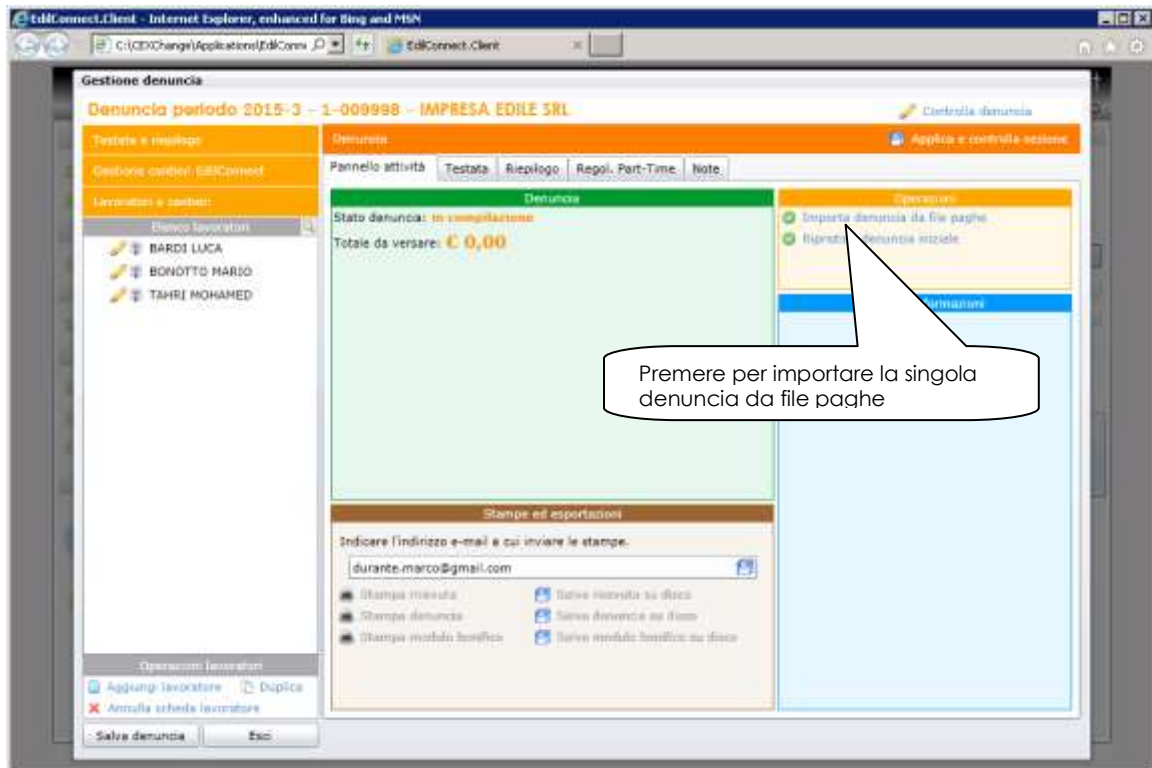 EdilConnect.Client - Internet Explorer, enhanced for Bing and MSN
C:\CEXChange\Applications\EdilConne
EdilConnect.Client
Gestione denuncia
Denuncia periodo 2015-3 - 1-009998 - IMPRESA EDILE SRL
Controlla denuncia
Testata e riepilogo
Denuncia
Applica e controlla sezione
Gestione cantieri EdilConnect
Pannello attività
Testata
Riepilogo
Regol. Part-Time
Note
Lavoratori e cantieri
Elenco lavoratori
BARDI LUCA
BONOTTO MARIO
TAHRI MOHAMED
Denuncia
Stato denuncia: in compilazione
Totale da versare: € 0,00
Operazioni
Importa denuncia da file paghe
denuncia iniziale
Premere per importare la singola
denuncia da file paghe
Stampe ed esportazioni
Indicare l'indirizzo e-mail a cui inviare le stampe.
durante.marco@gmail.com
Stampa ricevuta
Salva ricevuta su disco
Stampa denuncia
Salva denuncia su disco
Stampa modulo bonifico
Salva modulo bonifico su disco
Operazioni lavoratori
Aggiungi lavoratore
Duplica
Annulla scheda lavoratore
Salva denuncia
Esci